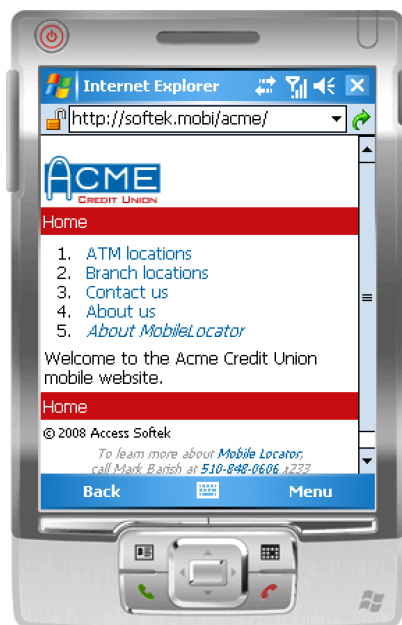 Internet Explorer
http://softek.mobi/acme/
ACME
CREDIT UNION
Home
1. ATM locations
2. Branch locations
3. Contact us
4. About us
5. About MobileLocator
Welcome to the Acme Credit Union
mobile website.
Home
© 2008 Access Softek
To learn more about Mobile Locator,
call Mark Barish at 510-848-0606 x233
Back Menu